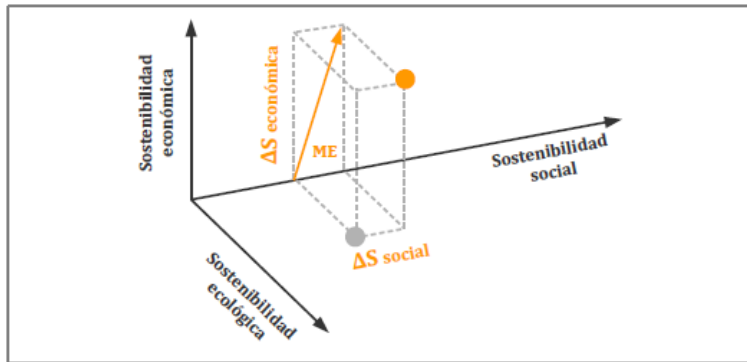 Sostenibilidad
económica
ΔS económica
ME
Sostenibilidad
social
ΔS social
Sostenibilidad
ecológica